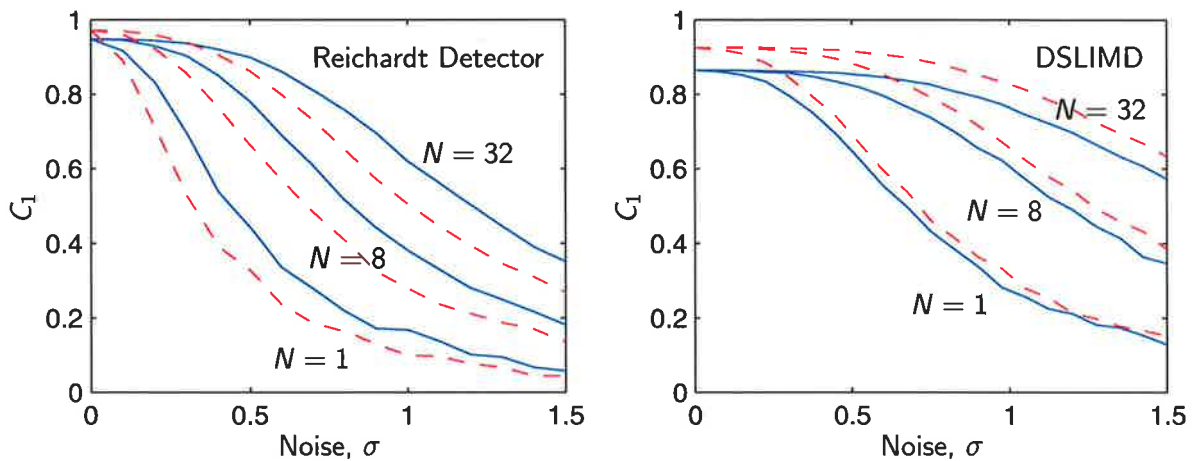 1
Reichardt Detector
0.8
0.6
N = 32
C₁
0.4
N = 8
0.2
N = 1
0
0 0.5 1 1.5
Noise, σ
1
DSLIMD
0.8
N = 32
0.6
C₁
N = 8
0.4
N = 1
0.2
0
0 0.5 1 1.5
Noise, σ